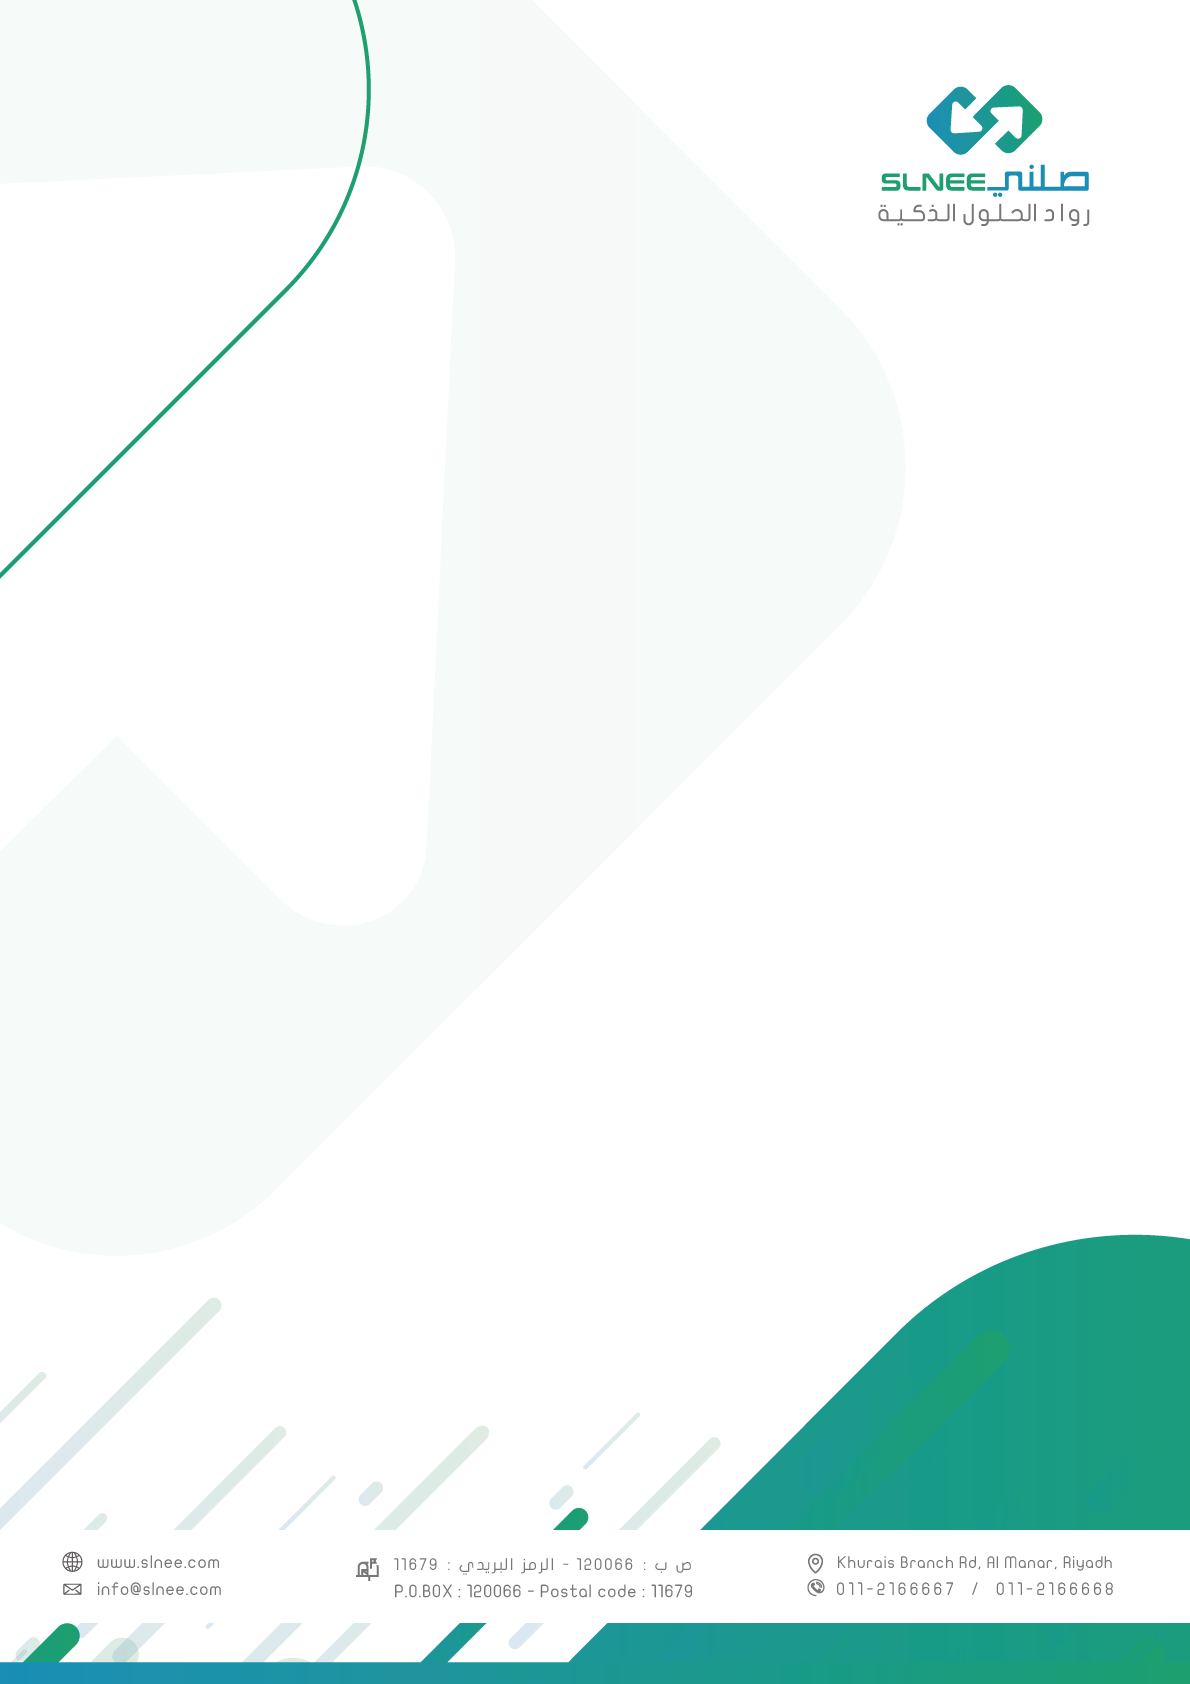 SLNEE صلني
رواد الحلول الذكية
www.slnee.com
info@slnee.com
ص ب : 120066 - الرمز البريدي : 11679
P.O.BOX : 120066 - Postal code : 11679
Khurais Branch Rd, Al Manar, Riyadh
011-2166667 / 011-2166668